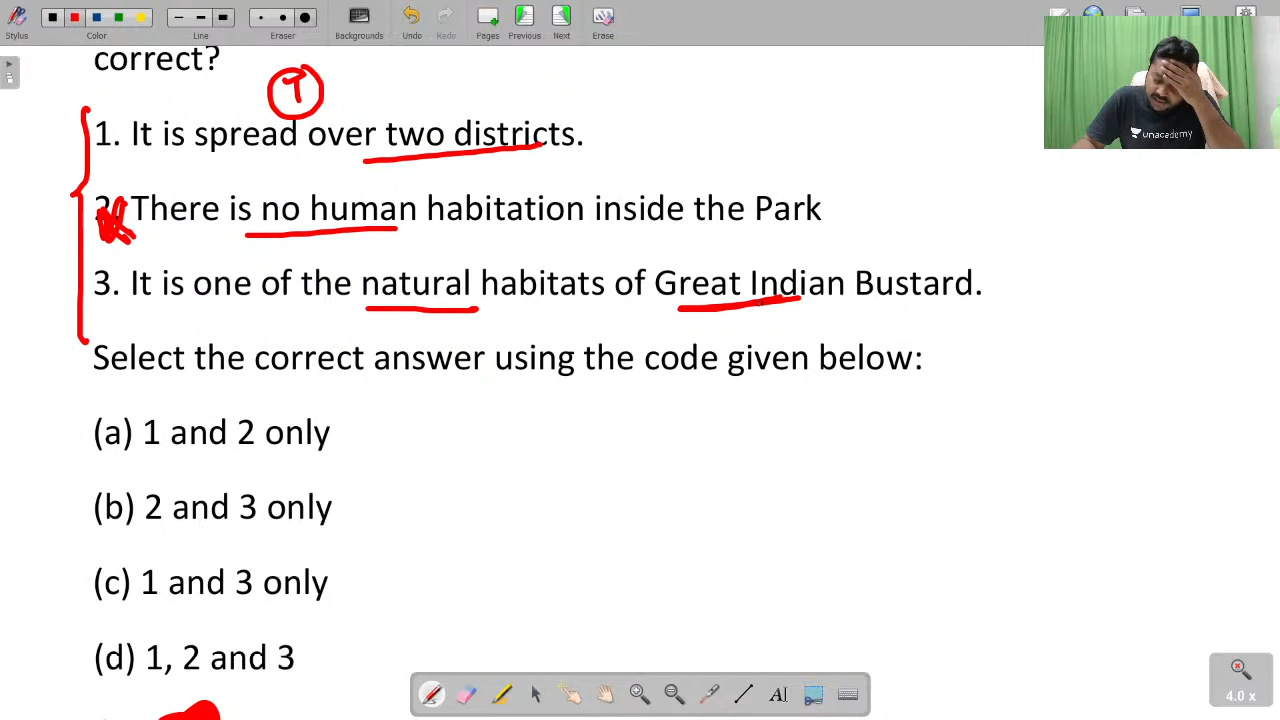 Stylus
Color
Line
Eraser
Backgrounds
Undo
Redo
Pages
Previous
Next
Erase
unacademy
correct?
T
1. It is spread over two districts.
2. There is no human habitation inside the Park
3. It is one of the natural habitats of Great Indian Bustard.
Select the correct answer using the code given below:
(a) 1 and 2 only
(b) 2 and 3 only
(c) 1 and 3 only
(d) 1, 2 and 3
AI
4.0 x